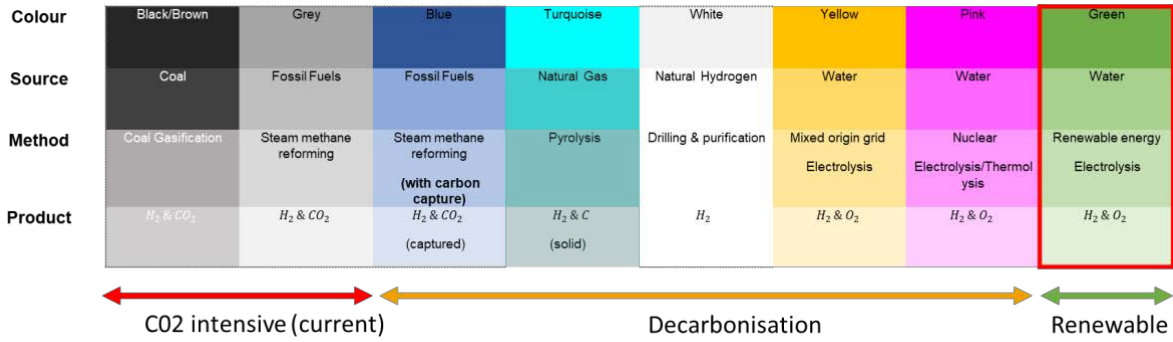 Colour Black/Brown Grey Blue Turquoise White Yellow Pink Green
Source Coal Fossil Fuels Fossil Fuels Natural Gas Natural Hydrogen Water Water Water
Method Coal Gasification Steam methane reforming Steam methane reforming (with carbon capture) Pyrolysis Drilling & purification Mixed origin grid Electrolysis Nuclear Electrolysis/Thermolysis Renewable energy Electrolysis
Product H₂ & CO₂ H₂ & CO₂ H₂ & CO₂ (captured) H₂ & C (solid) H₂ H₂ & O₂ H₂ & O₂ H₂ & O₂
C02 intensive (current) Decarbonisation Renewable